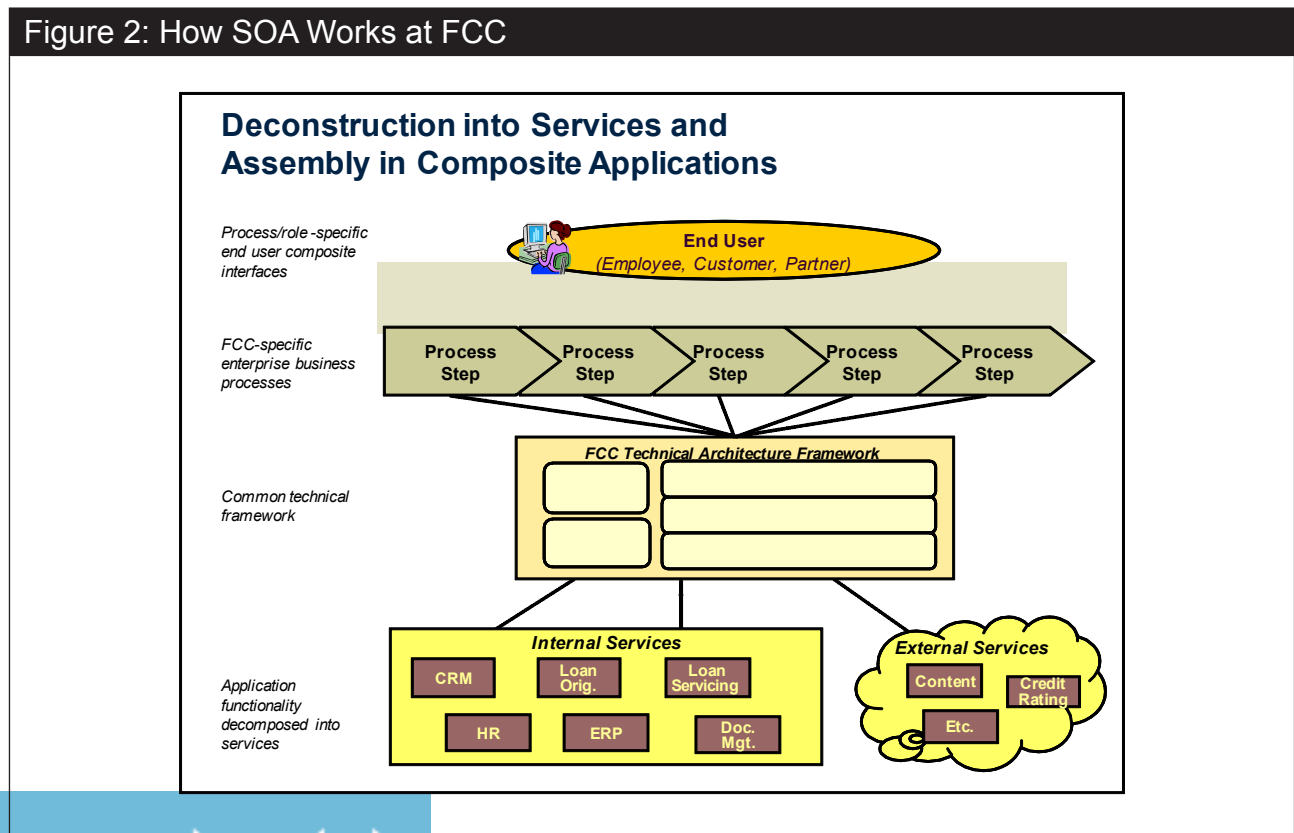 Figure 2: How SOA Works at FCC
Deconstruction into Services and
Assembly in Composite Applications
Process/role -specific
end user composite
interfaces
End User
(Employee, Customer, Partner)
FCC-specific
enterprise business
processes
Process
Step
Process
Step
Process
Step
Process
Step
Process
Step
FCC Technical Architecture Framework
Common technical
framework
Internal Services
External Services
CRM
Loan
Orig.
Loan
Servicing
Content
Credit
Rating
Application
functionality
decomposed into
services
HR
ERP
Doc.
Mgt.
Etc.